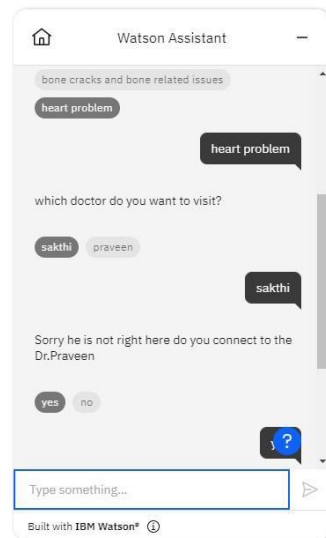 Watson Assistant
bone cracks and bone related issues
heart problem
heart problem
which doctor do you want to visit?
sakthi praveen
sakthi
Sorry he is not right here do you connect to the
Dr.Praveen
yes no
?
Type something...
Built with IBM Watson®